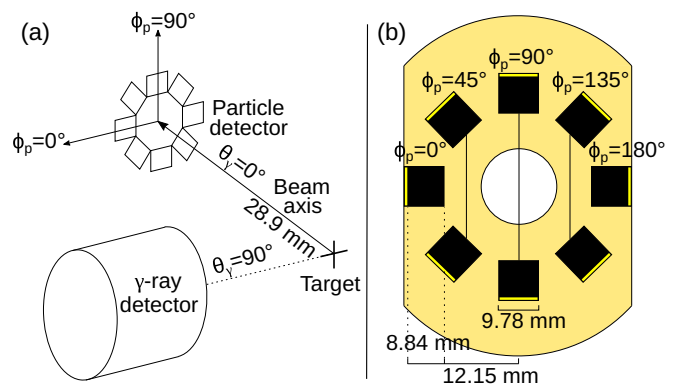 (a)
ϕp=90°
Particle
detector
ϕp=0°
θγ=0°
Beam
axis
28.9 mm
θγ=90°
Target
γ-ray
detector
(b)
ϕp=90°
ϕp=45°
ϕp=135°
ϕp=0°
ϕp=180°
9.78 mm
8.84 mm
12.15 mm